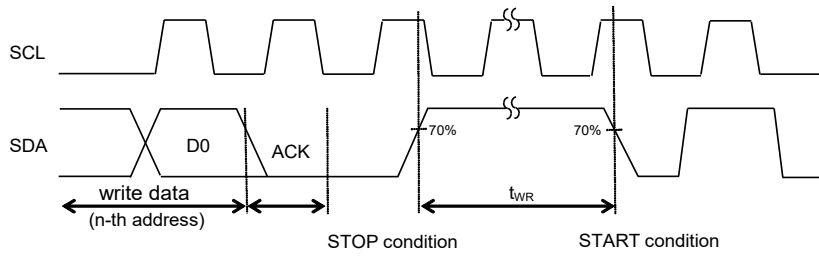 SCL
SDA
D0
ACK
70%
70%
write data
(n-th address)
tWR
STOP condition
START condition